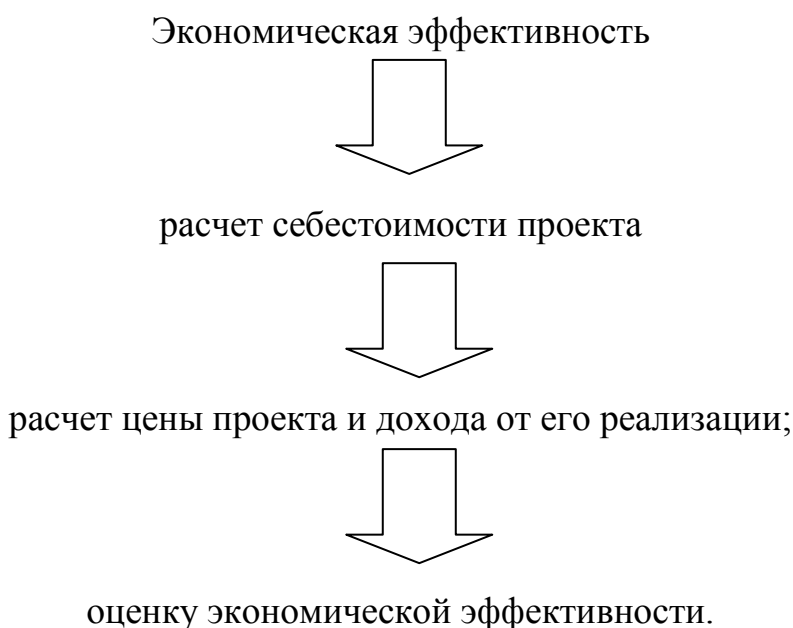 Экономическая эффективность
расчет себестоимости проекта
расчет цены проекта и дохода от его реализации;
оценку экономической эффективности.